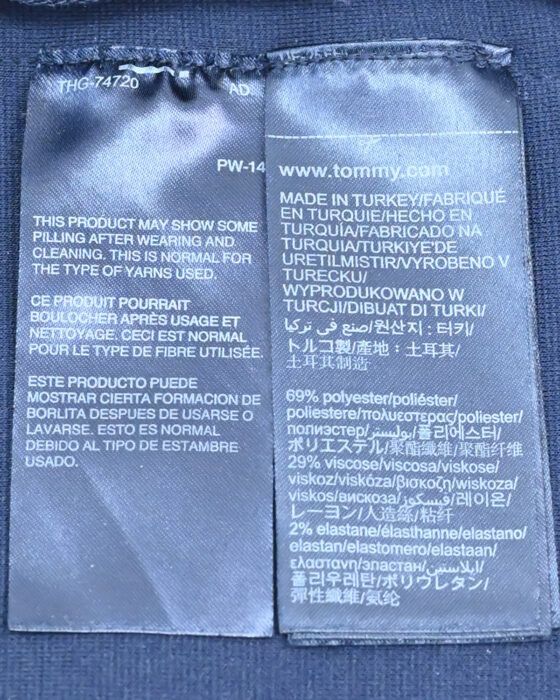 THG-74720 AD
PW-14
THIS PRODUCT MAY SHOW SOME
PILLING AFTER WEARING AND
CLEANING. THIS IS NORMAL FOR
THE TYPE OF YARNS USED.
CE PRODUIT POURRAIT
BOULOCHER APRÈS USAGE ET
NETTOYAGE. CECI EST NORMAL
POUR LE TYPE DE FIBRE UTILISÉE.
ESTE PRODUCTO PUEDE
MOSTRAR CIERTA FORMACION DE
BORLITA DESPUES DE USARSE O
LAVARSE. ESTO ES NORMAL
DEBIDO AL TIPO DE ESTAMBRE
USADO.
www.tommy.com
MADE IN TURKEY/FABRIQUÉ
EN TURQUIE/HECHO EN
TURQUÍA/FABRICADO NA
TURQUIA/TURKIYE'DE
URETILMISTIR/VYROBENO V
TURECKU/
WYPRODUKOWANO W
TURCJI/DIBUAT DI TURKI/
صنع في تركيا/원산지 : 터키/
トルコ製/產地：土耳其/
土耳其制造
69% polyester/poliéster/
poliestere/πολυεστερας/poliester/
полиэстер/بوليستر/폴리에스터/
ポリエステル/聚酯纖維/聚酯纤维
29% viscose/viscosa/viskose/
viskoz/viskóza/βισκοζη/wiskoza/
viskos/вискоза/فيسكوز/레이온/
レーヨン/人造絲/粘纤
2% elastane/élasthanne/elastano/
elastan/elastomero/elastaan/
ελαστανη/эластан/ايلاستين/
폴리우레탄/ポリウレタン/
彈性纖維/氨纶